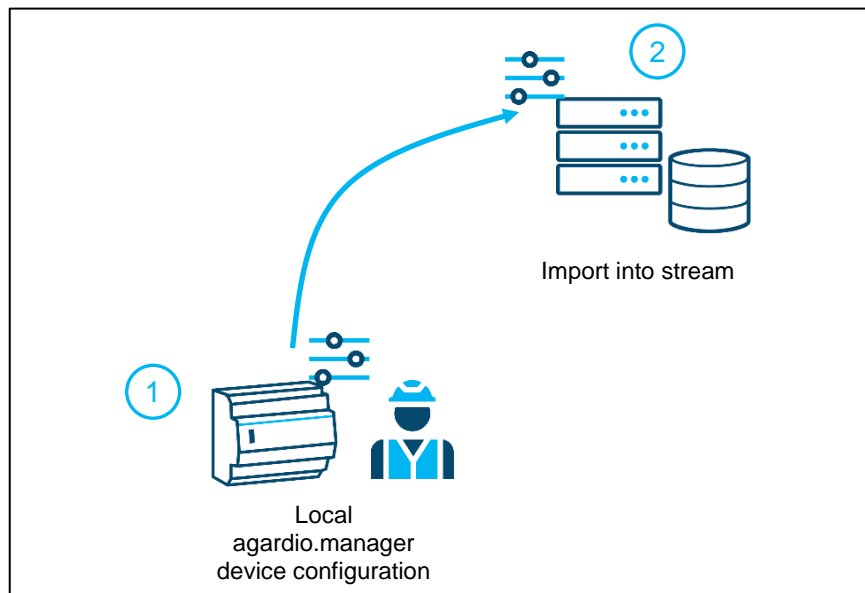 2
Import into stream
1
Local
agardio.manager
device configuration